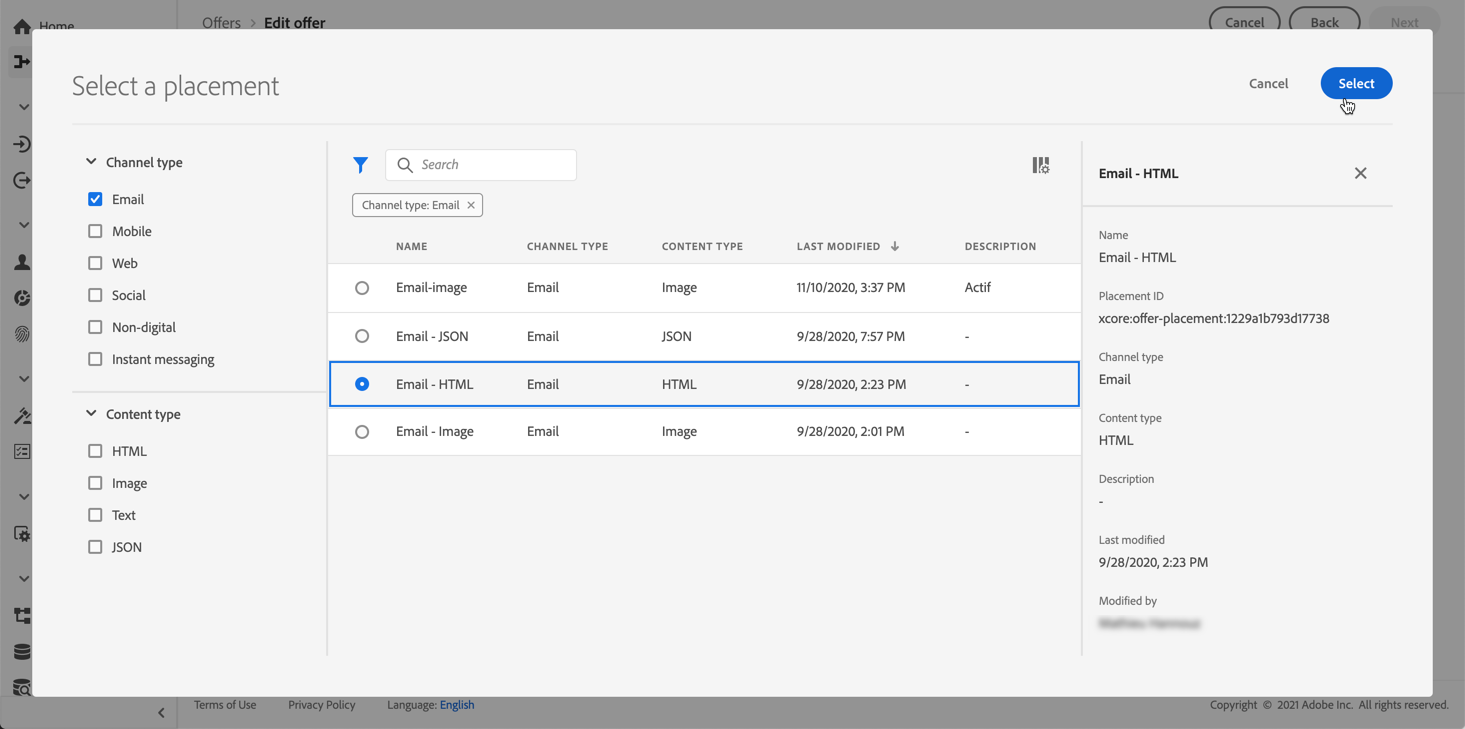 Home
Offers > Edit offer
Cancel
Back
Next
Select a placement
Cancel
Select
Channel type
Email
Mobile
Web
Social
Non-digital
Instant messaging
Content type
HTML
Image
Text
JSON
Search
Channel type: Email ×
NAME CHANNEL TYPE CONTENT TYPE LAST MODIFIED ↓ DESCRIPTION
Email-image Email Image 11/10/2020, 3:37 PM Actif
Email - JSON Email JSON 9/28/2020, 7:57 PM -
Email - HTML Email HTML 9/28/2020, 2:23 PM -
Email - Image Email Image 9/28/2020, 2:01 PM -
Email - HTML
Name
Email - HTML
Placement ID
xcore:offer-placement:1229a1b793d17738
Channel type
Email
Content type
HTML
Description
-
Last modified
9/28/2020, 2:23 PM
Modified by
Terms of Use Privacy Policy Language: English
Copyright © 2021 Adobe Inc. All rights reserved.